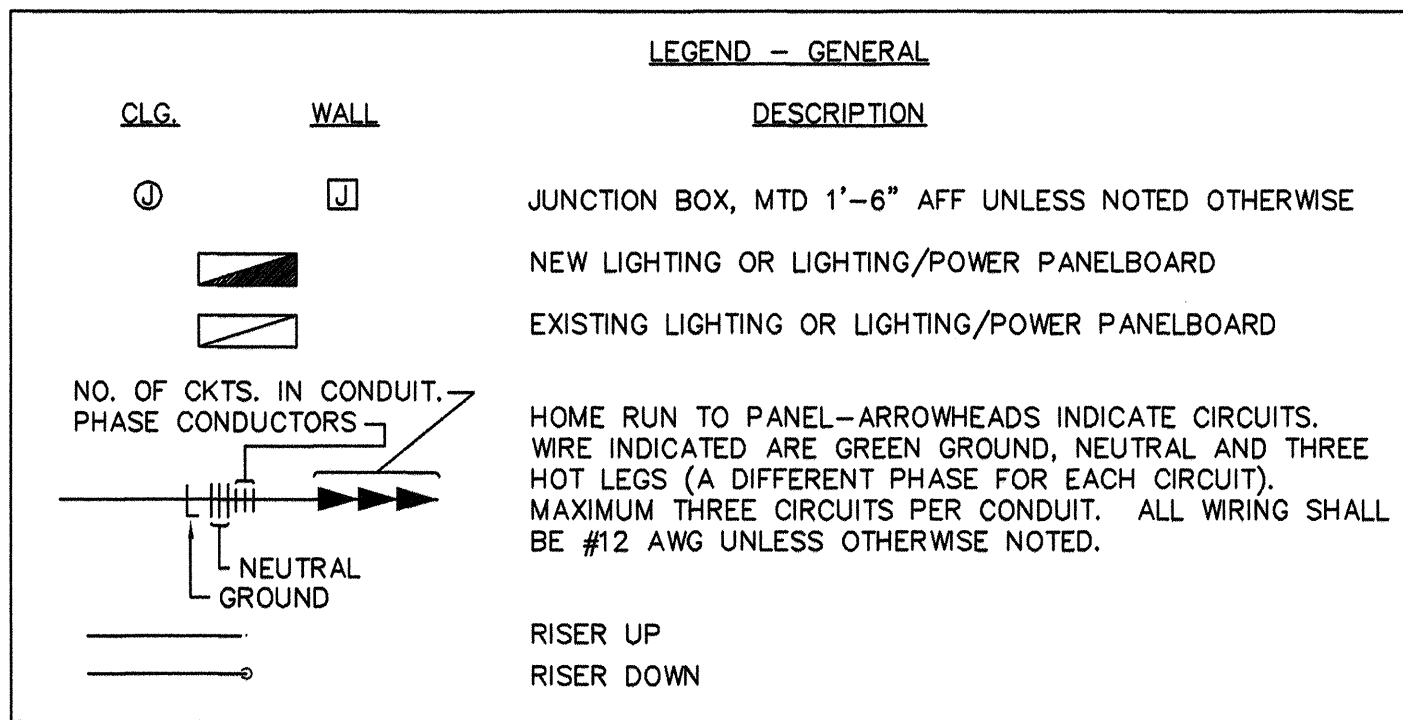 LEGEND – GENERAL
CLG. WALL DESCRIPTION
J J JUNCTION BOX, MTD 1'–6" AFF UNLESS NOTED OTHERWISE
NEW LIGHTING OR LIGHTING/POWER PANELBOARD
EXISTING LIGHTING OR LIGHTING/POWER PANELBOARD
NO. OF CKTS. IN CONDUIT.
PHASE CONDUCTORS
HOME RUN TO PANEL–ARROWHEADS INDICATE CIRCUITS.
WIRE INDICATED ARE GREEN GROUND, NEUTRAL AND THREE
HOT LEGS (A DIFFERENT PHASE FOR EACH CIRCUIT).
MAXIMUM THREE CIRCUITS PER CONDUIT. ALL WIRING SHALL
BE #12 AWG UNLESS OTHERWISE NOTED.
NEUTRAL
GROUND
RISER UP
RISER DOWN